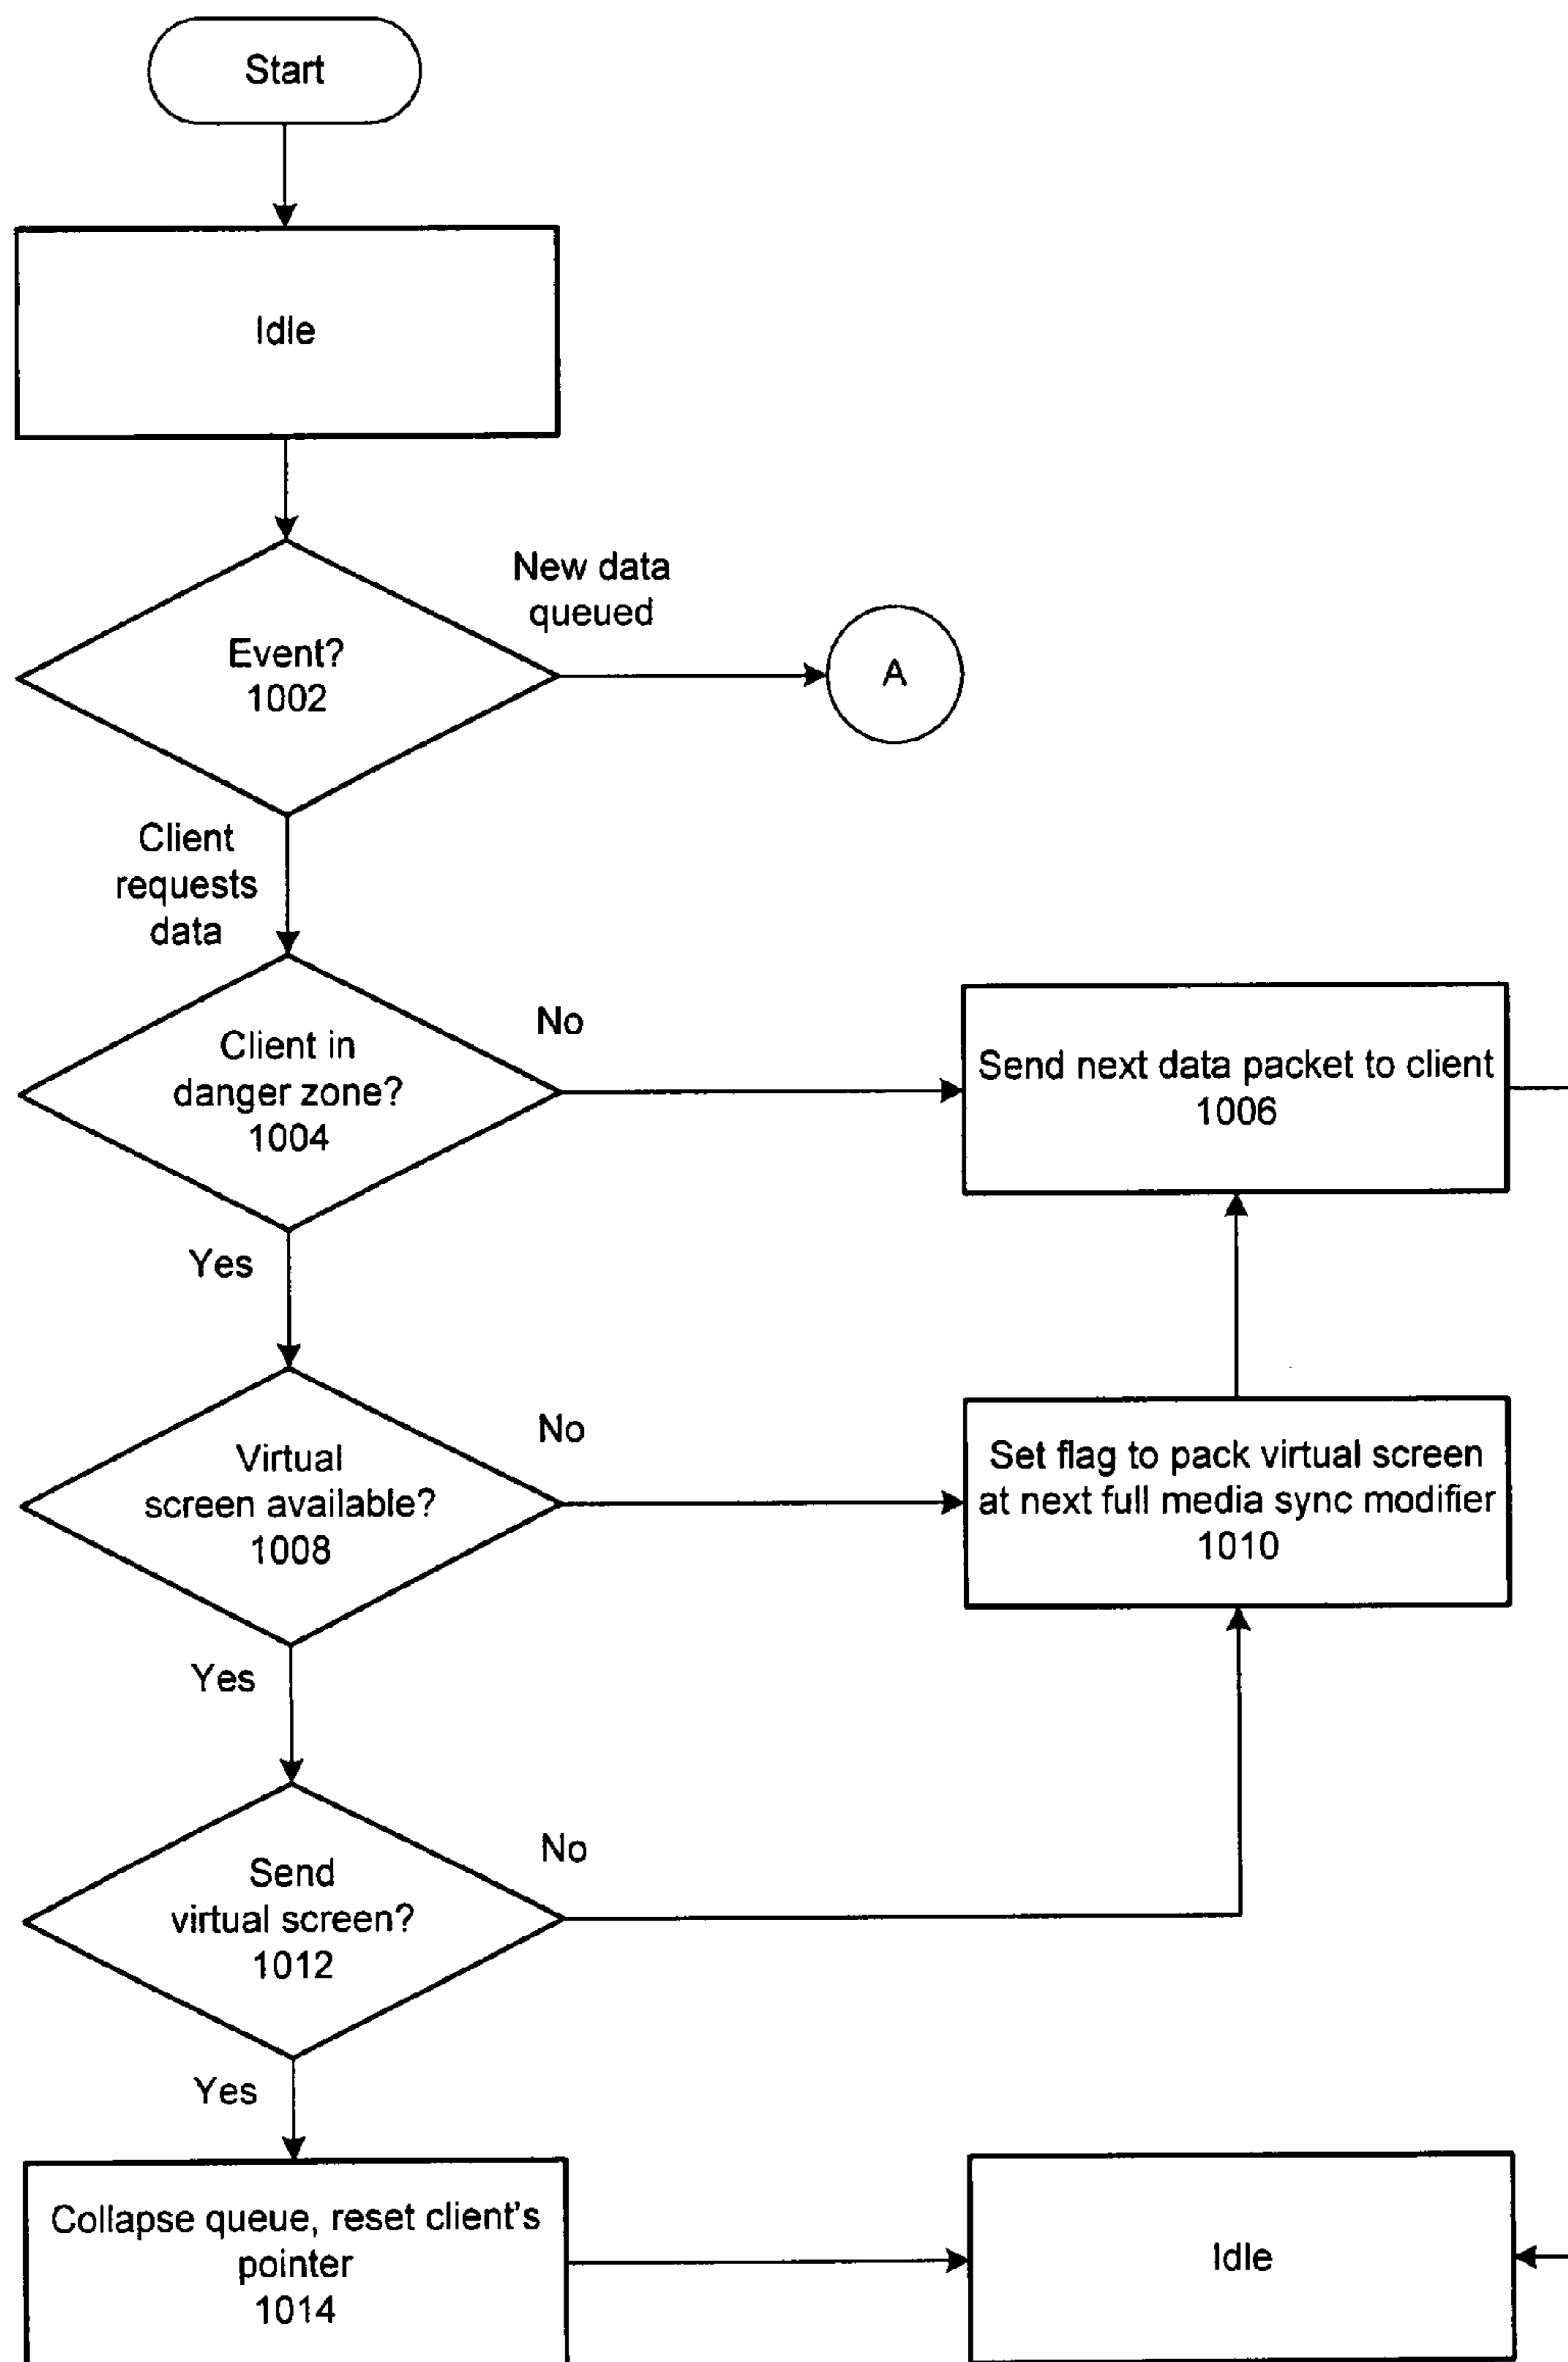 Start
Idle
New data
queued
Event?
1002
A
Client
requests
data
No
Client in
danger zone?
1004
Send next data packet to client
1006
Yes
No
Virtual
screen available?
1008
Set flag to pack virtual screen
at next full media sync modifier
1010
Yes
No
Send
virtual screen?
1012
Yes
Collapse queue, reset client's
pointer
1014
Idle